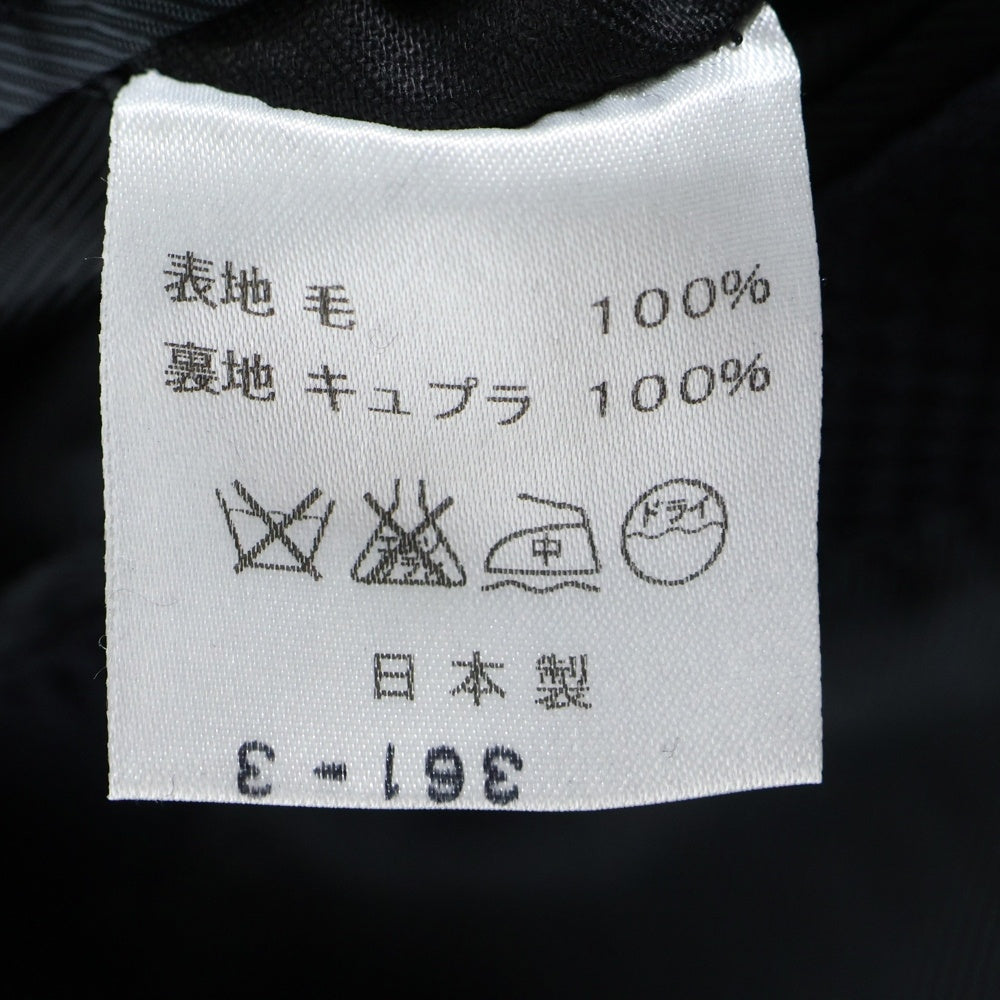 表地 毛 100%
裏地 キュプラ 100%
中 ドライ
日本製
361-3